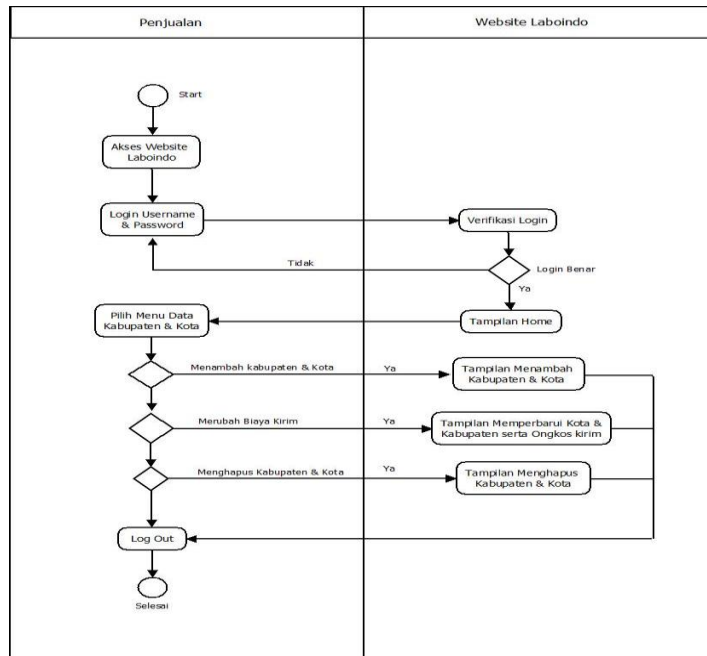 Penjualan
Website Laboindo
Start
Akses Website
Laboindo
Login Username
& Password
Verifikasi Login
Tidak
Login Benar
Ya
Pilih Menu Data
Kabupaten & Kota
Tampilan Home
Menambah kabupaten & Kota
Ya
Tampilan Menambah
Kabupaten & Kota
Merubah Biaya Kirim
Ya
Tampilan Memperbarui Kota &
Kabupaten serta Ongkos kirim
Menghapus Kabupaten & Kota
Ya
Tampilan Menghapus
Kabupaten & Kota
Log Out
Selesai